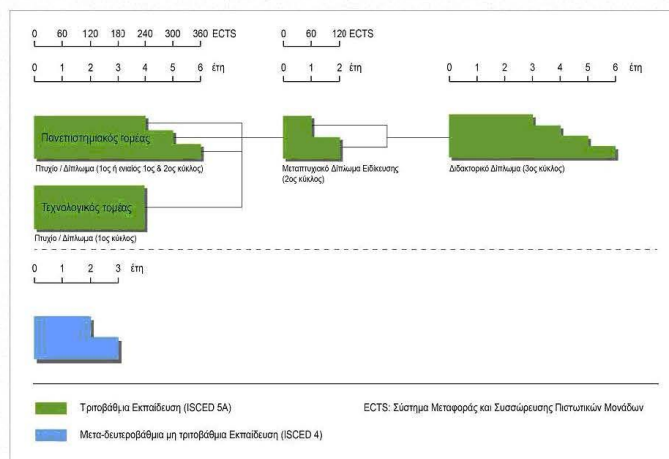 0 60 120 180 240 300 360 ECTS
0 60 120 ECTS
0 1 2 3 4 5 6 έτη
0 1 2 έτη
0 1 2 3 4 5 6
Πανεπιστημιακός τομέας
Πτυχίο / Δίπλωμα (1ος ή ενιαίος 1ος & 2ος κύκλος)
Μεταπτυχιακό Δίπλωμα Ειδίκευσης
(2ος κύκλος)
Διδακτορικό Δίπλωμα (3ος κύκλος)
Τεχνολογικός τομέας
Πτυχίο / Δίπλωμα (1ος κύκλος)
0 1 2 3 έτη
Τριτοβάθμια Εκπαίδευση (ISCED 5A)
ECTS: Σύστημα Μεταφοράς και Συσσώρευσης Πιστωτικών Μονάδων
Μετα-δευτεροβάθμια μη τριτοβάθμια Εκπαίδευση (ISCED 4)